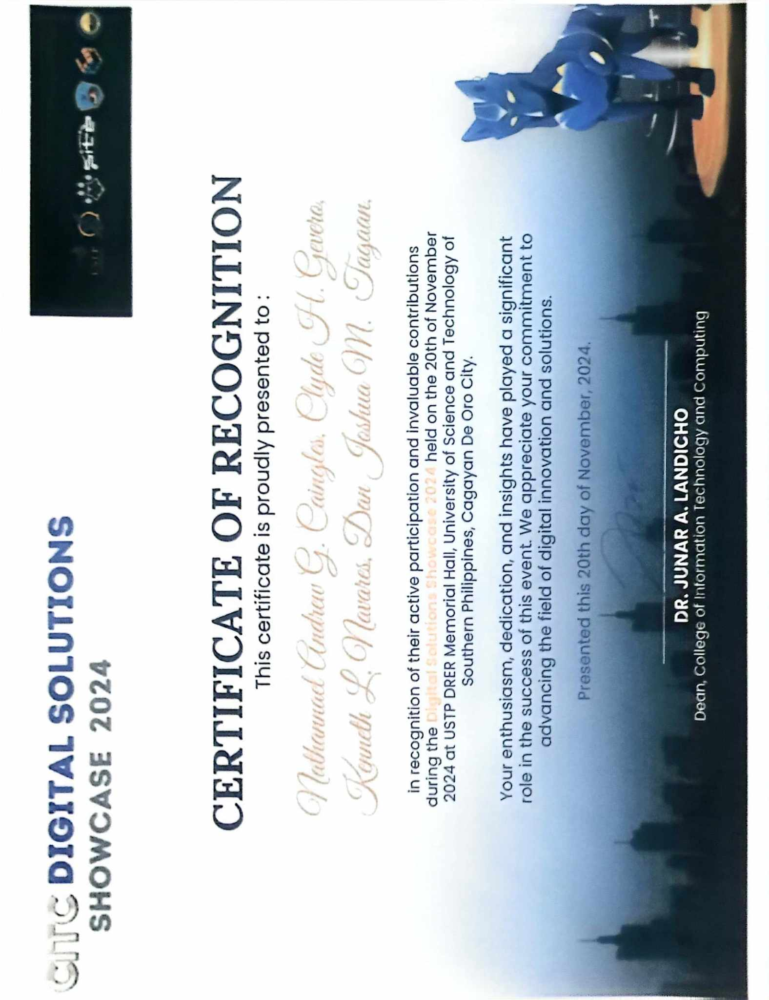 CITC DIGITAL SOLUTIONS
SHOWCASE 2024
site
CERTIFICATE OF RECOGNITION
This certificate is proudly presented to :
Nathannael Andrew G. Caingles, Clyde H. Gevero,
Kenneth L. Navares, Dan Joshua M. Tagaan,
in recognition of their active participation and invaluable contributions
during the Digital Solutions Showcase 2024 held on the 20th of November
2024 at USTP DRER Memorial Hall, University of Science and Technology of
Southern Philippines, Cagayan De Oro City.
Your enthusiasm, dedication, and insights have played a significant
role in the success of this event. We appreciate your commitment to
advancing the field of digital innovation and solutions.
Presented this 20th day of November, 2024.
DR. JUNAR A. LANDICHO
Dean, College of Information Technology and Computing